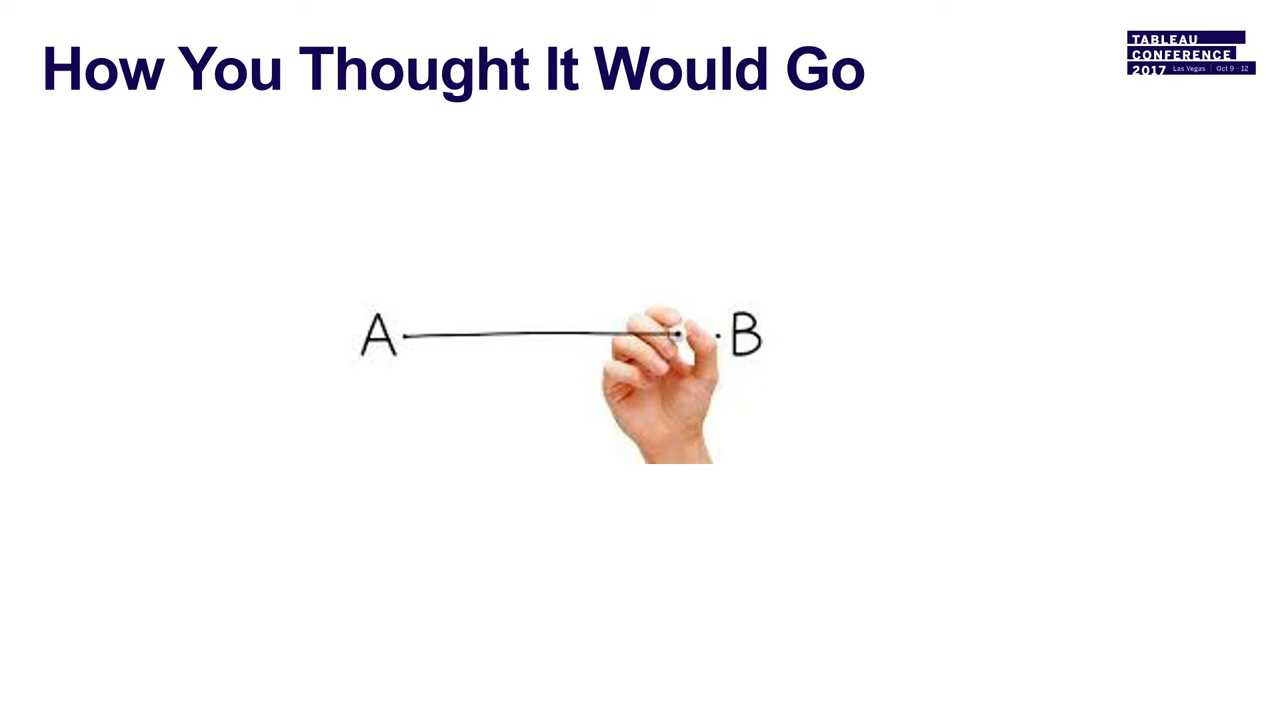 How You Thought It Would Go
TABLEAU
CONFERENCE
2017 Las Vegas | Oct 9 - 12
A B